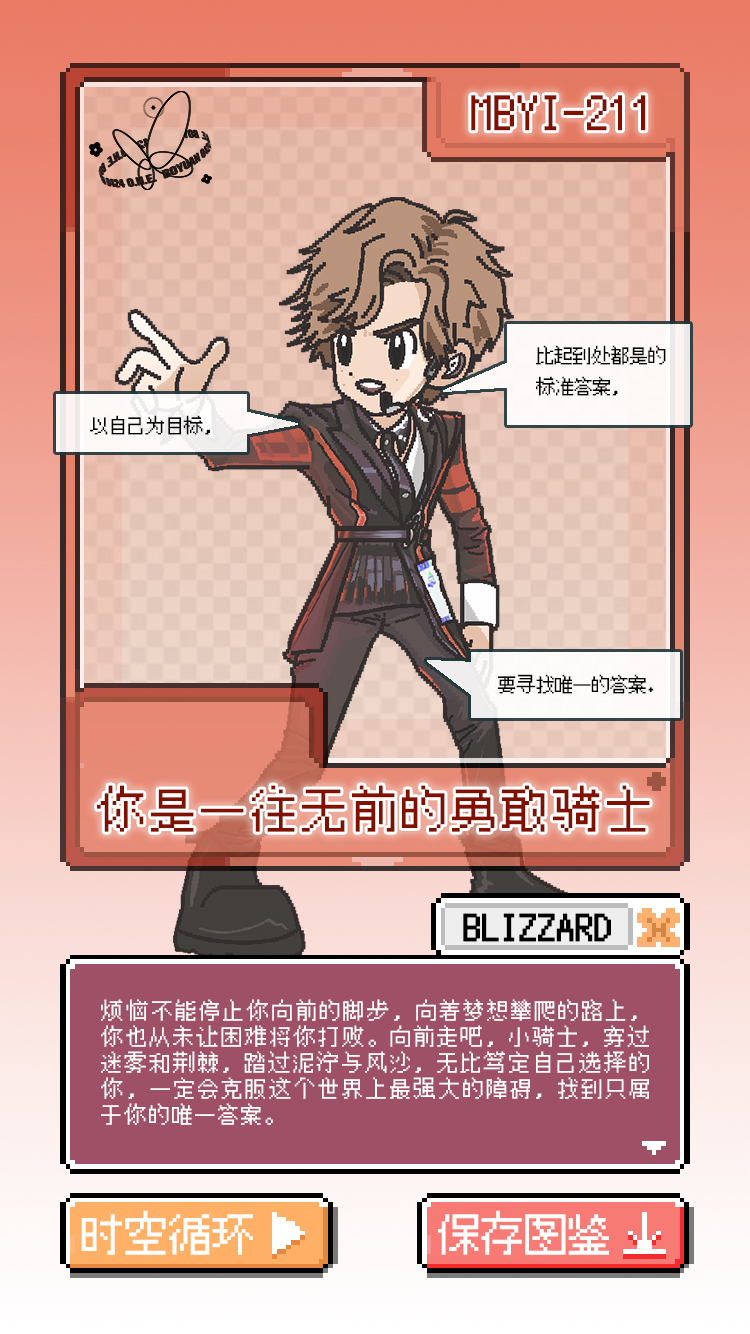 MBYI-211
比起到处都是的
标准答案，
以自己为目标，
要寻找唯一的答案.
你是一往无前的勇敢骑士
BLIZZARD
烦恼不能停止你向前的脚步，向着梦想攀爬的路上，
你也从未让困难将你打败。向前走吧，小骑士，穿过
迷雾和荆棘，踏过泥泞与风沙，无比笃定自己选择的
你，一定会克服这个世界上最强大的障碍，找到只属
于你的唯一答案。
时空循环
保存图鉴